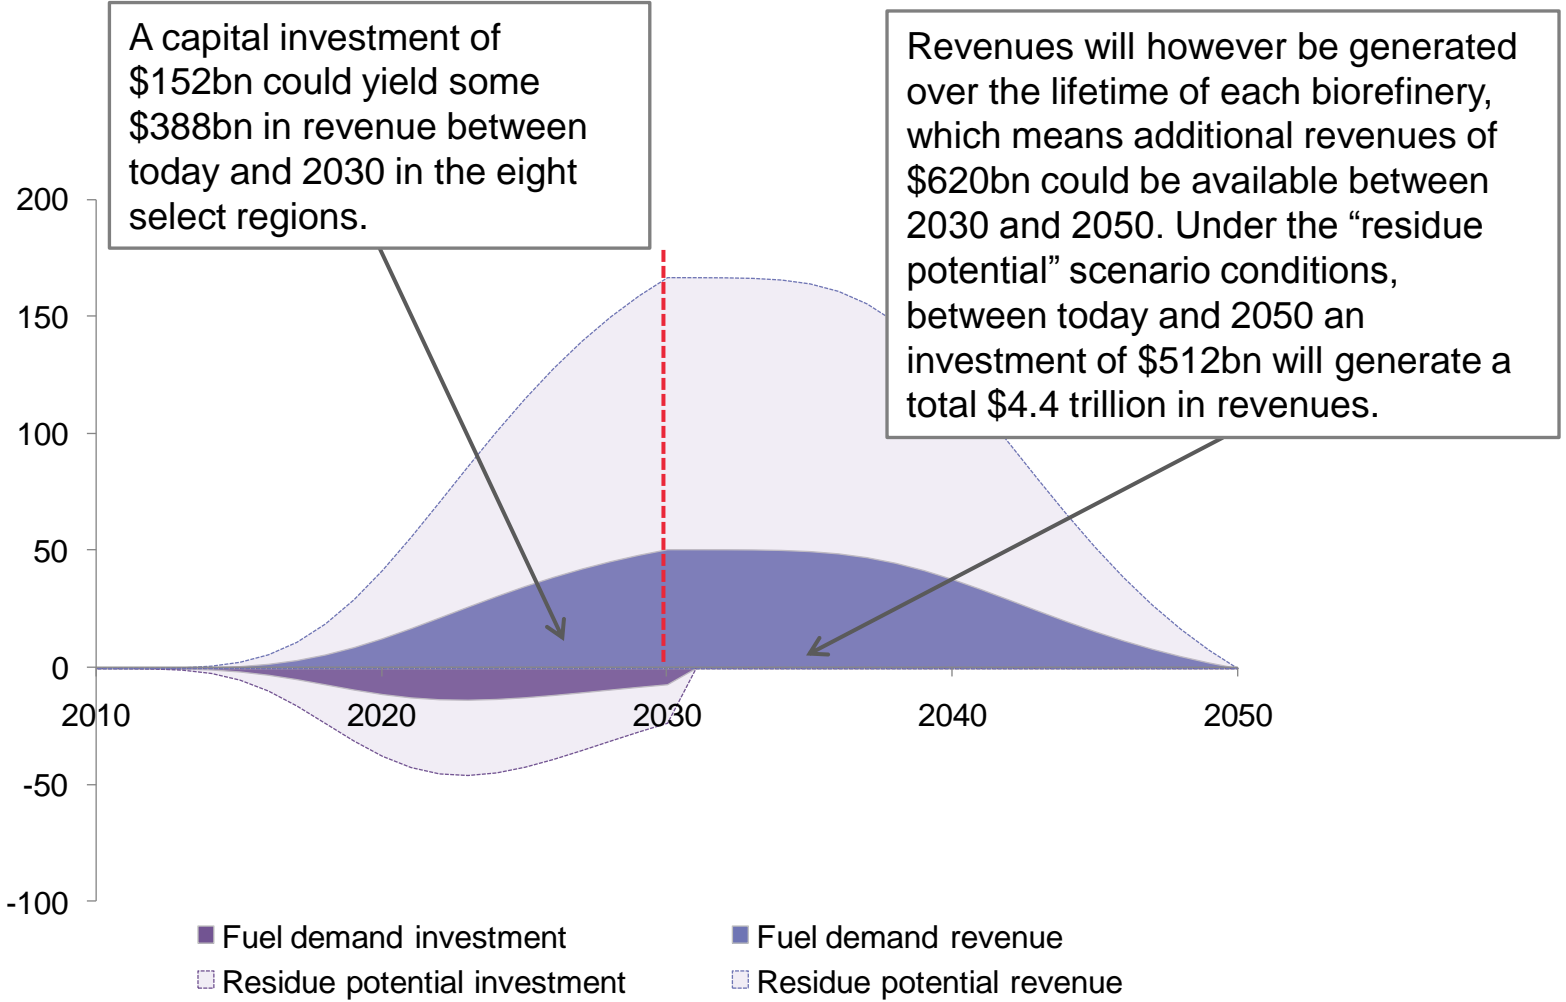 A capital investment of
$152bn could yield some
$388bn in revenue between
today and 2030 in the eight
select regions.
Revenues will however be generated
over the lifetime of each biorefinery,
which means additional revenues of
$620bn could be available between
2030 and 2050. Under the “residue
potential” scenario conditions,
between today and 2050 an
investment of $512bn will generate a
total $4.4 trillion in revenues.
200
150
100
50
0
-50
-100
2010 2020 2030 2040 2050
Fuel demand investment
Fuel demand revenue
Residue potential investment
Residue potential revenue